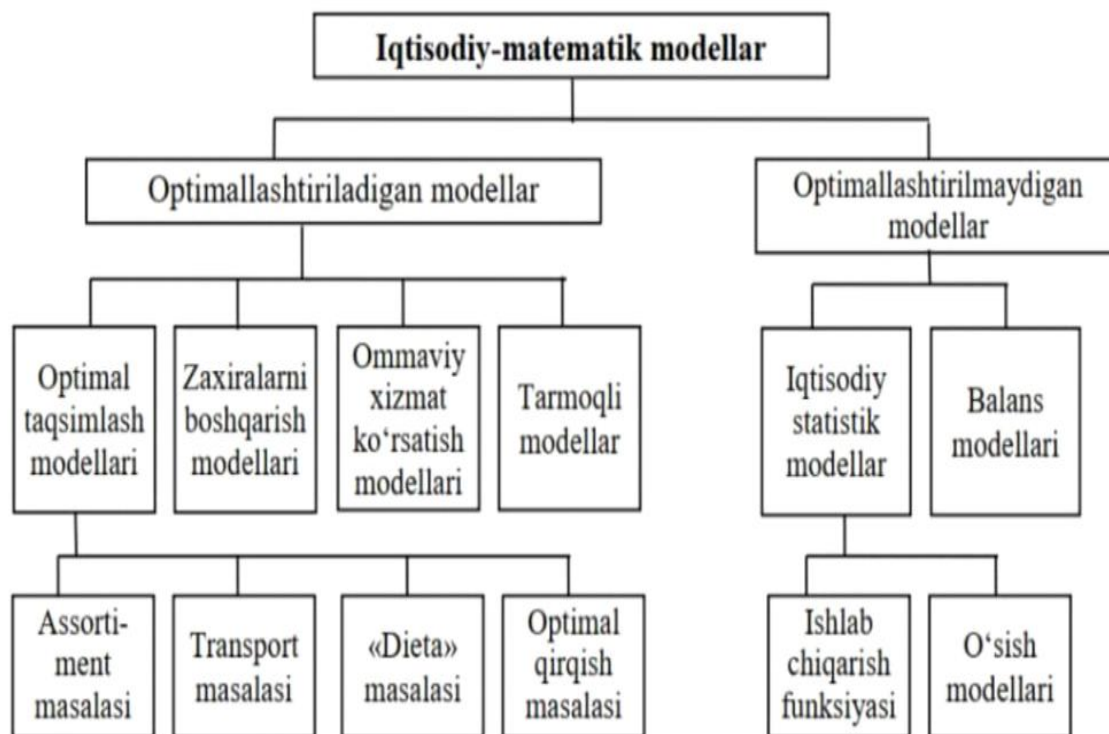 Iqtisodiy-matematik modellar
Optimallashtiriladigan modellar
Optimallashtirilmaydigan
modellar
Optimal
taqsimlash
modellari
Zaxiralarni
boshqarish
modellari
Ommaviy
xizmat
ko‘rsatish
modellari
Tarmoqli
modellar
Iqtisodiy
statistik
modellar
Balans
modellari
Assorti-
ment
masalasi
Transport
masalasi
«Dieta»
masalasi
Optimal
qirqish
masalasi
Ishlab
chiqarish
funksiyasi
O‘sish
modellari